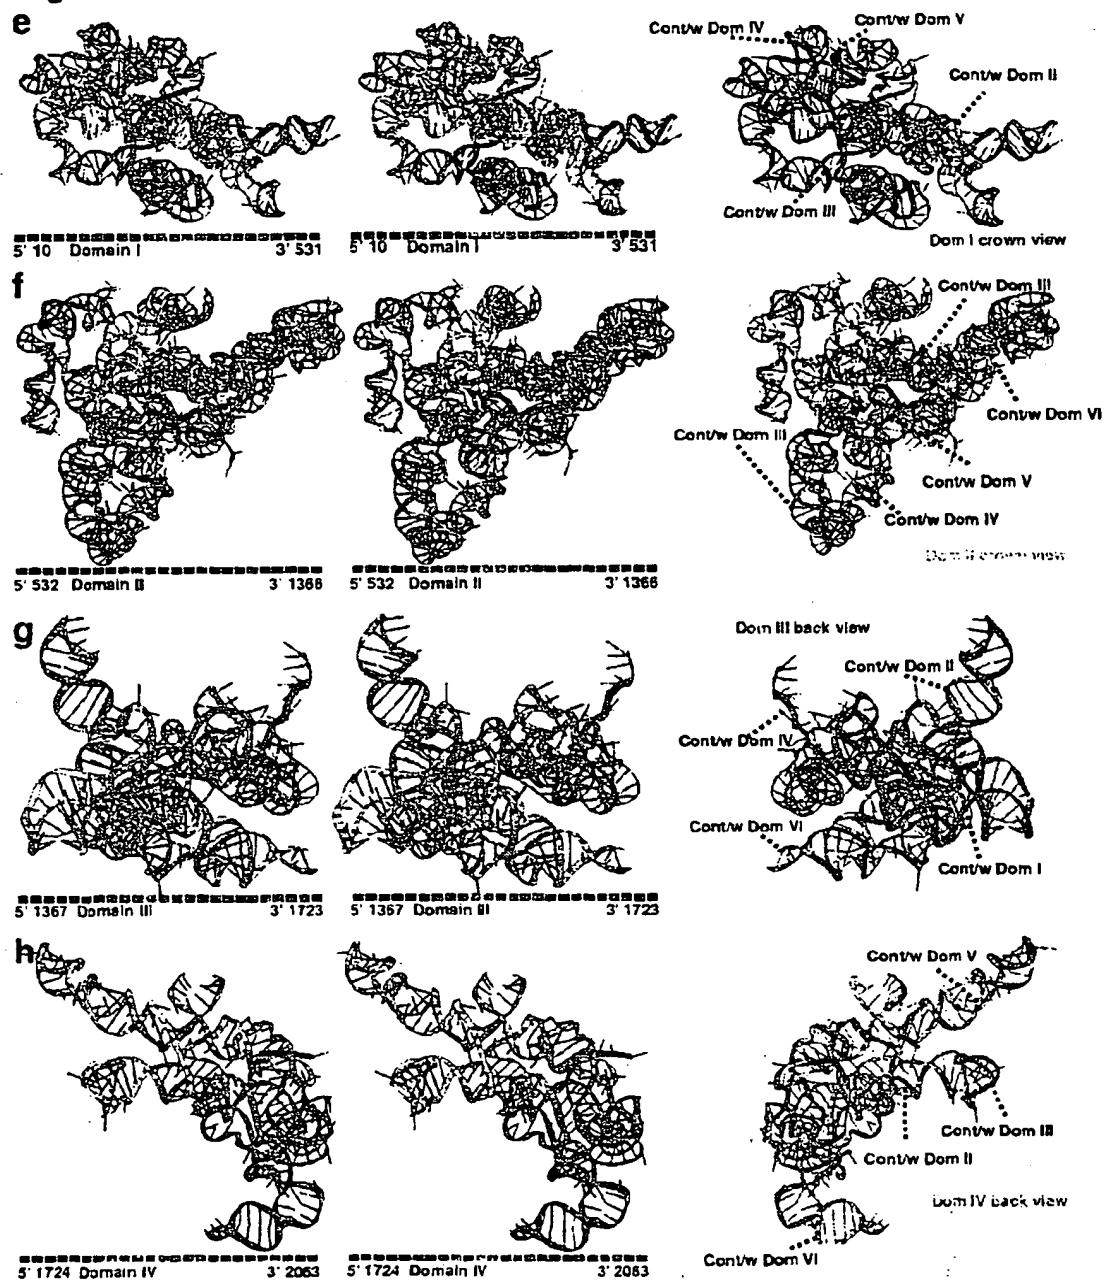 e
Cont/w Dom IV
Cont/w Dom V
Cont/w Dom II
Cont/w Dom III
Dom I crown view
5' 10 Domain I 3' 531
5' 10 Domain I 3' 531
f
Cont/w Dom III
Cont/w Dom VI
Cont/w Dom III
Cont/w Dom V
Cont/w Dom IV
Dom II crown view
5' 532 Domain II 3' 1366
5' 532 Domain II 3' 1366
g
Dom III back view
Cont/w Dom II
Cont/w Dom IV
Cont/w Dom VI
Cont/w Dom I
5' 1367 Domain III 3' 1723
5' 1367 Domain III 3' 1723
h
Cont/w Dom V
Cont/w Dom III
Cont/w Dom II
Dom IV back view
Cont/w Dom VI
5' 1724 Domain IV 3' 2063
5' 1724 Domain IV 3' 2063